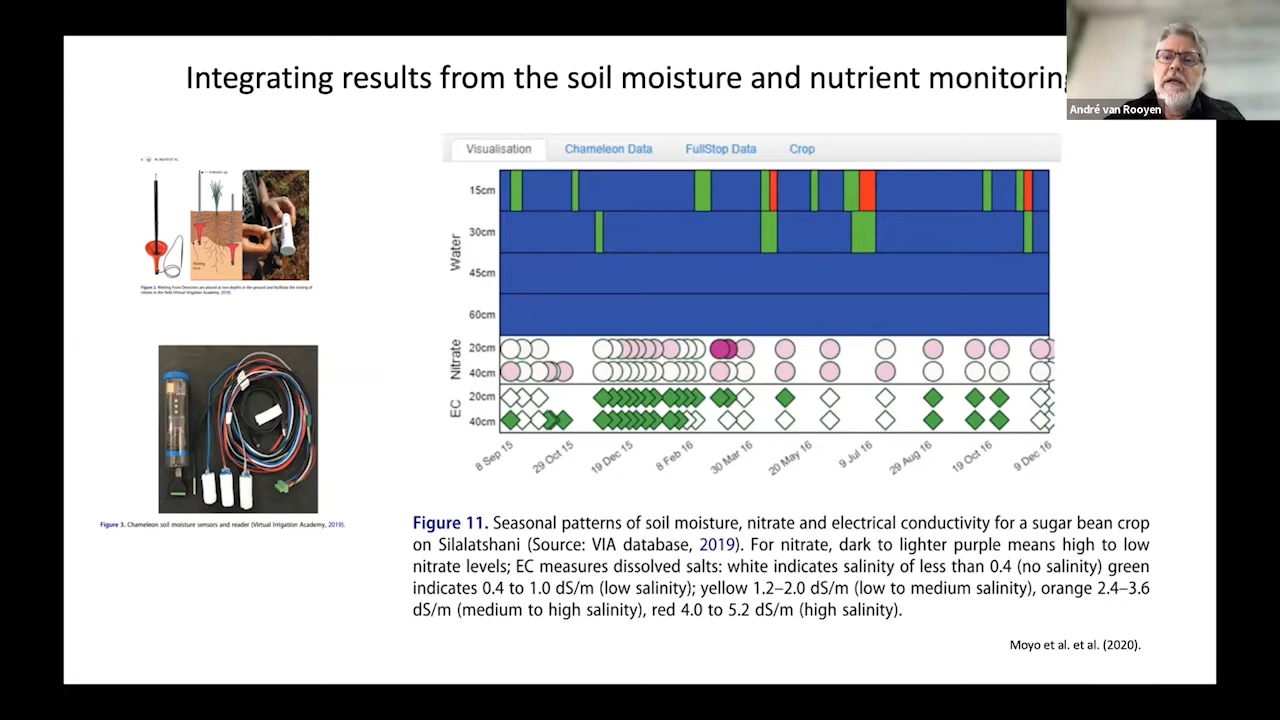 Integrating results from the soil moisture and nutrient monitoring
André van Rooyen
Figure 2. Wetting Front Detectors are placed at two depths in the ground and facilitate the testing of
nitrate in the field (Virtual Irrigation Academy, 2019).
Figure 3. Chameleon soil moisture sensors and reader (Virtual Irrigation Academy, 2019).
Visualisation Chameleon Data FullStop Data Crop
Water
15cm
30cm
45cm
60cm
Nitrate
20cm
40cm
EC
20cm
40cm
8 Sep 15 29 Oct 15 19 Dec 15 8 Feb 16 30 Mar 16 20 May 16 9 Jul 16 29 Aug 16 19 Oct 16 9 Dec 16
Figure 11. Seasonal patterns of soil moisture, nitrate and electrical conductivity for a sugar bean crop
on Silalatshani (Source: VIA database, 2019). For nitrate, dark to lighter purple means high to low
nitrate levels; EC measures dissolved salts: white indicates salinity of less than 0.4 (no salinity) green
indicates 0.4 to 1.0 dS/m (low salinity); yellow 1.2–2.0 dS/m (low to medium salinity), orange 2.4–3.6
dS/m (medium to high salinity), red 4.0 to 5.2 dS/m (high salinity).
Moyo et al. et al. (2020).